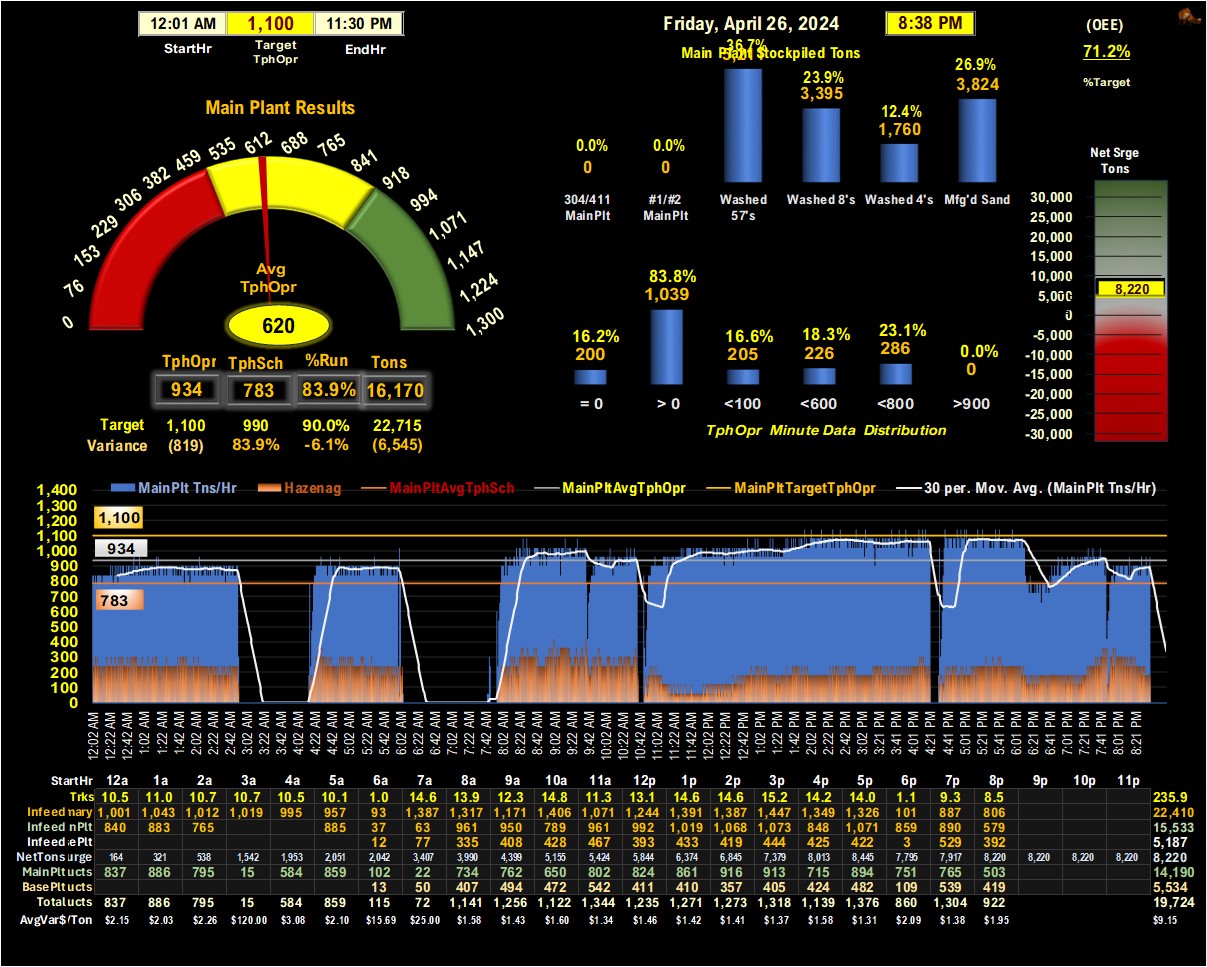 12:01 AM 1,100 11:30 PM
StartHr Target TphOpr EndHr
Friday, April 26, 2024 8:38 PM
(OEE)
71.2%
%Target
Main Plant Stockpiled Tons
36.7%
0.0% 0.0% 23.9% 12.4% 26.9%
0 0 3,395 1,760 3,824
304/411 MainPlt #1/#2 MainPlt Washed 57's Washed 8's Washed 4's Mfg'd Sand
Main Plant Results
0 76 153 229 306 382 459 535 612 688 765 841 918 994 1,071 1,147 1,224 1,300
Avg
TphOpr
620
TphOpr TphSch %Run Tons
934 783 83.9% 16,170
Target 1,100 990 90.0% 22,715
Variance (819) 83.9% -6.1% (6,545)
16.2% 83.8% 16.6% 18.3% 23.1% 0.0%
200 1,039 205 226 286 0
= 0 > 0 <100 <600 <800 >900
TphOpr Minute Data Distribution
Net Srge
Tons
30,000
25,000
20,000
15,000
10,000
8,220
5,000
0
-5,000
-10,000
-15,000
-20,000
-25,000
-30,000
MainPlt Tns/Hr Hazenag MainPltAvgTphSch MainPltAvgTphOpr MainPltTargetTphOpr 30 per. Mov. Avg. (MainPlt Tns/Hr)
1,400
1,300
1,200
1,100
1,000
900
800
700
600
500
400
300
200
100
0
1,100
934
783
12:02 AM 12:22 AM 12:42 AM 1:02 AM 1:22 AM 1:42 AM 2:02 AM 2:22 AM 2:42 AM 3:02 AM 3:22 AM 3:42 AM 4:02 AM 4:22 AM 4:42 AM 5:02 AM 5:22 AM 5:42 AM 6:02 AM 6:22 AM 6:42 AM 7:02 AM 7:22 AM 7:42 AM 8:02 AM 8:22 AM 8:42 AM 9:02 AM 9:22 AM 9:42 AM 10:02 AM 10:22 AM 10:42 AM 11:02 AM 11:22 AM 11:42 AM 12:02 PM 12:22 PM 12:42 PM 1:02 PM 1:22 PM 1:42 PM 2:02 PM 2:22 PM 2:42 PM 3:02 PM 3:21 PM 3:41 PM 4:01 PM 4:21 PM 4:41 PM 5:01 PM 5:21 PM 5:41 PM 6:01 PM 6:21 PM 6:41 PM 7:01 PM 7:21 PM 7:41 PM 8:01 PM 8:21 PM
StartHr 12a 1a 2a 3a 4a 5a 6a 7a 8a 9a 10a 11a 12p 1p 2p 3p 4p 5p 6p 7p 8p 9p 10p 11p
Trks 10.5 11.0 10.7 10.7 10.5 10.1 1.0 14.6 13.9 12.3 14.8 11.3 13.1 14.6 14.6 15.2 14.2 14.0 1.1 9.3 8.5 235.9
Infeed mary 1,001 1,043 1,012 1,019 995 957 93 1,387 1,317 1,171 1,406 1,071 1,244 1,391 1,387 1,447 1,349 1,326 101 887 806 22,410
Infeed nPlt 840 883 765 885 37 63 961 950 789 961 992 1,019 1,068 1,073 848 1,071 859 890 579 15,533
Infeed ePlt 12 77 335 408 428 467 393 433 419 444 425 422 3 529 392 5,187
NetTons urge 164 321 538 1,542 1,953 2,051 2,042 3,407 3,990 4,399 5,155 5,424 5,844 6,374 6,845 7,379 8,013 8,445 7,795 7,917 8,220 8,220 8,220 8,220 8,220
MainPlt ucts 837 886 795 15 584 859 102 22 734 762 650 802 824 861 916 913 715 894 751 765 503 14,190
BasePlt ucts 13 50 407 494 472 542 411 410 357 405 424 482 109 539 419 5,534
Total ucts 837 886 795 15 584 859 115 72 1,141 1,256 1,122 1,344 1,235 1,271 1,273 1,318 1,139 1,376 860 1,304 922 19,724
AvgVar$/Ton $2.15 $2.03 $2.26 $120.00 $3.08 $2.10 $15.69 $25.00 $1.58 $1.43 $1.60 $1.34 $1.46 $1.42 $1.41 $1.37 $1.58 $1.31 $2.09 $1.38 $1.95 $9.15